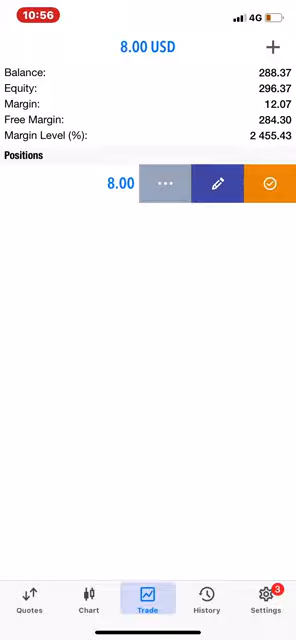 10:56 4G
8.00 USD
Balance: 288.37
Equity: 296.37
Margin: 12.07
Free Margin: 284.30
Margin Level (%): 2 455.43
Positions
8.00
3
Quotes Chart Trade History Settings